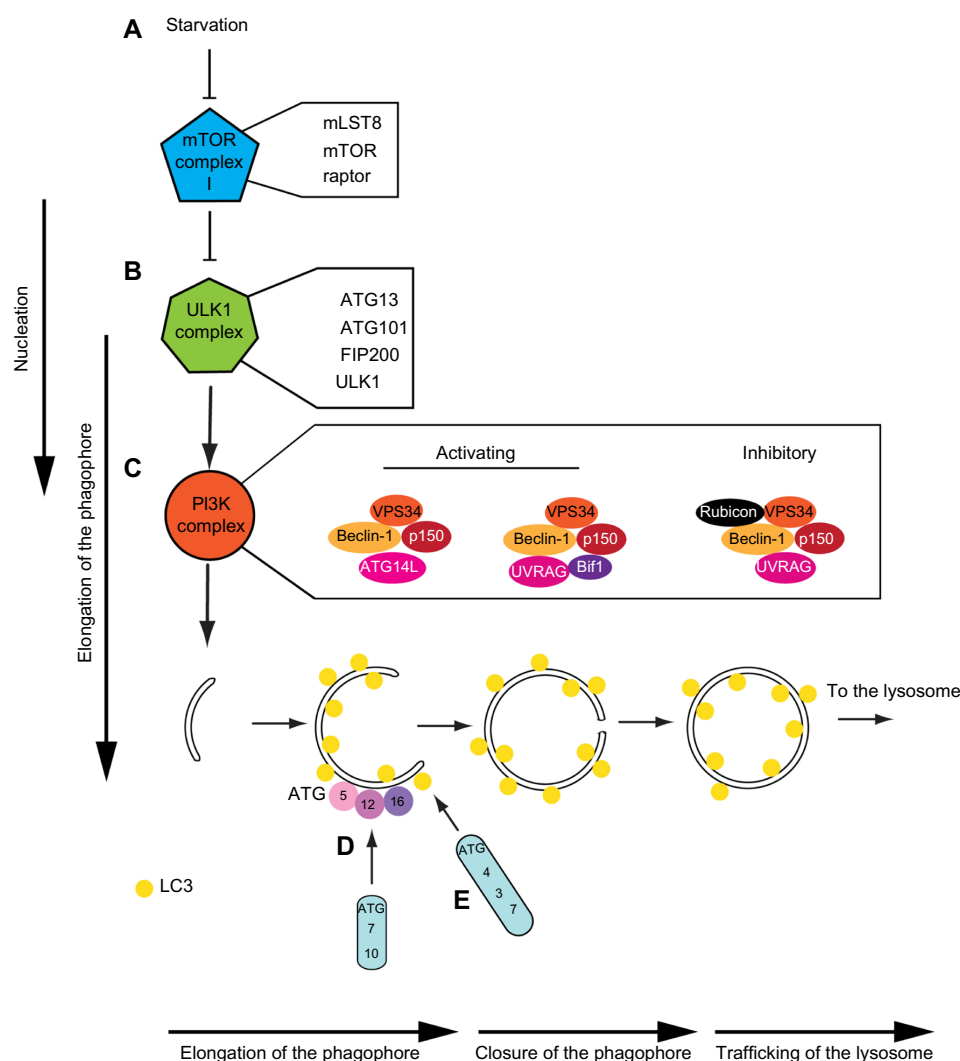 A
Starvation
mTOR
complex
I
mLST8
mTOR
raptor
Nucleation
B
ULK1
complex
ATG13
ATG101
FIP200
ULK1
Elongation of the phagophore
C
PI3K
complex
Activating
Inhibitory
VPS34
Beclin-1
p150
ATG14L
VPS34
Beclin-1
p150
UVRAG
Bif1
Rubicon
VPS34
Beclin-1
p150
UVRAG
To the lysosome
ATG
5
12
16
D
ATG
7
10
E
ATG
4
3
7
LC3
Elongation of the phagophore
Closure of the phagophore
Trafficking of the lysosome